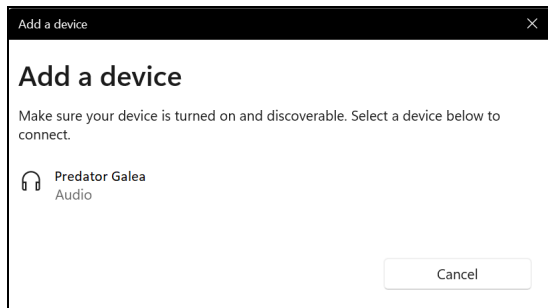 Add a device
Add a device
Make sure your device is turned on and discoverable. Select a device below to
connect.
Predator Galea
Audio
Cancel